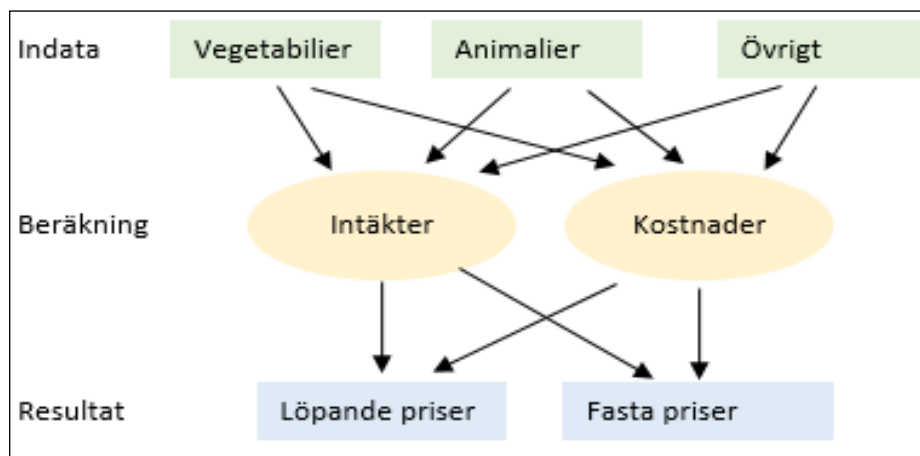 Indata Vegetabilier Animalier Övrigt
Beräkning Intäkter Kostnader
Resultat Löpande priser Fasta priser